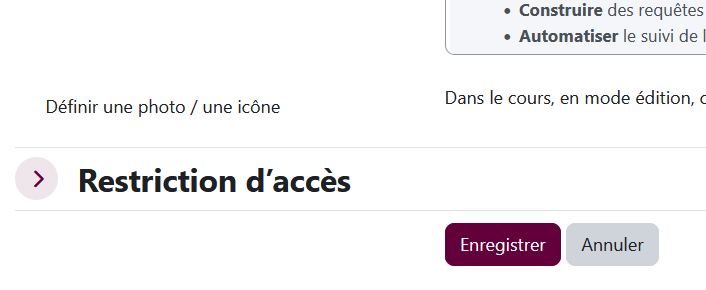 • Construire des requêtes
• Automatiser le suivi de
Définir une photo / une icône
Dans le cours, en mode édition,
Restriction d’accès
Enregistrer
Annuler